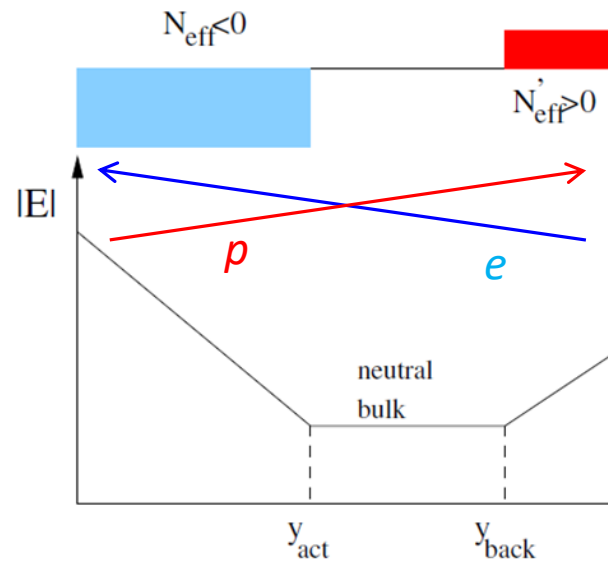 N_eff<0
N'_eff>0
|E|
p
e
neutral
bulk
y_act
y_back